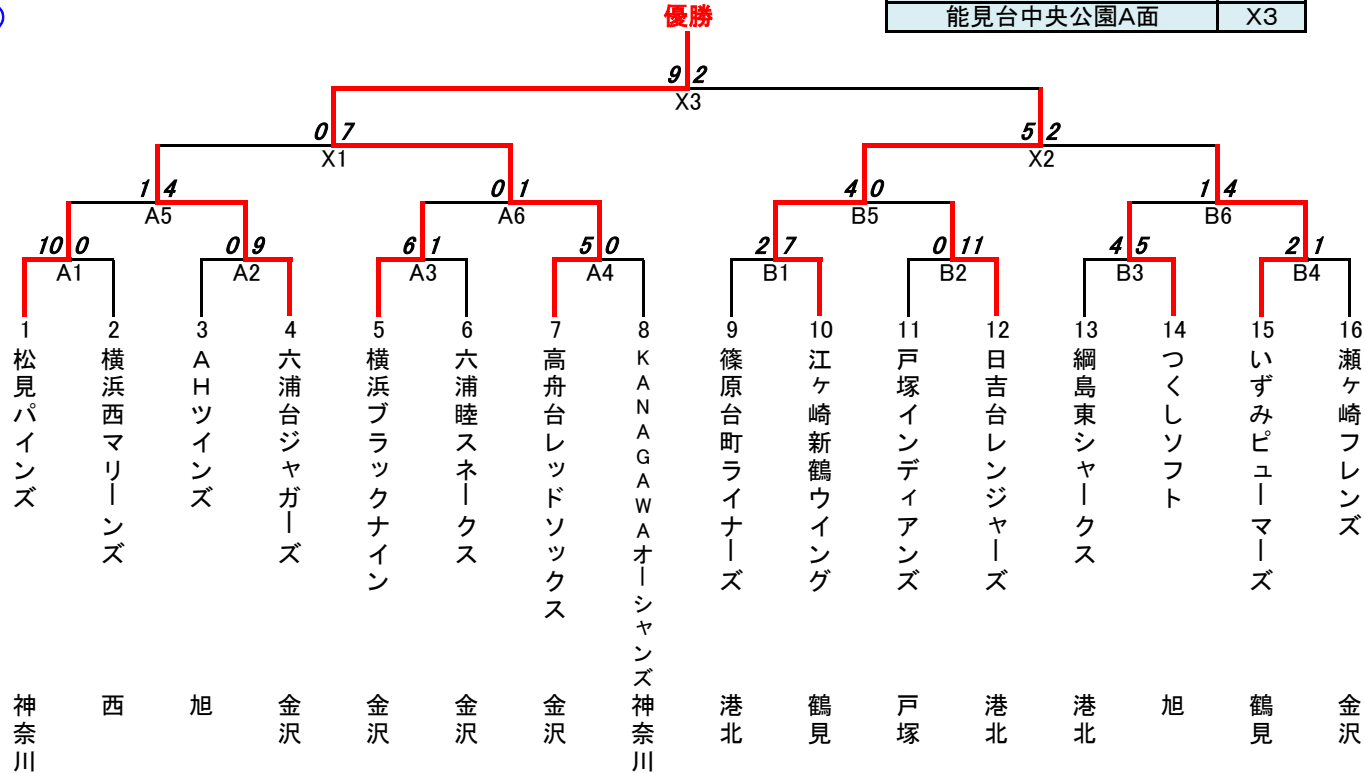 優勝
能見台中央公園A面 X3
9 2
X3
0 7
X1
5 2
X2
1 4
A5
0 1
A6
4 0
B5
1 4
B6
10 0
A1
0 9
A2
6 1
A3
5 0
A4
2 7
B1
0 11
B2
4 5
B3
2 1
B4
1 2 3 4 5 6 7 8 9 10 11 12 13 14 15 16
松見パインズ
横浜西マリーンズ
AHツインズ
六浦台ジャガーズ
横浜ブラックナイン
六浦睦スネークス
高舟台レッドソックス
KANAGAWAオーシャンズ
篠原台町ライナーズ
江ヶ崎新鶴ウイング
戸塚インディアンズ
日吉台レンジャーズ
綱島東シャークス
つくしソフト
いずみピューマーズ
瀬ヶ崎フレンズ
神奈川
西
旭
金沢
金沢
金沢
金沢
神奈川
港北
鶴見
戸塚
港北
港北
旭
鶴見
金沢